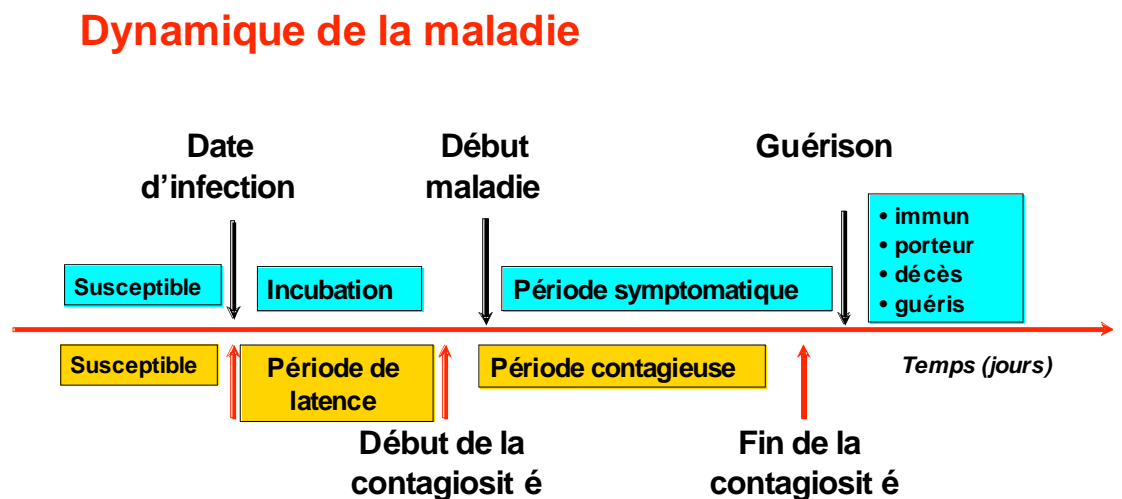 Dynamique de la maladie
Date
d'infection
Début
maladie
Guérison
• immun
• porteur
• décès
• guéris
Susceptible
Incubation
Période symptomatique
Susceptible
Période de
latence
Période contagieuse
Temps (jours)
Début de la
contagiosit é
Fin de la
contagiosit é